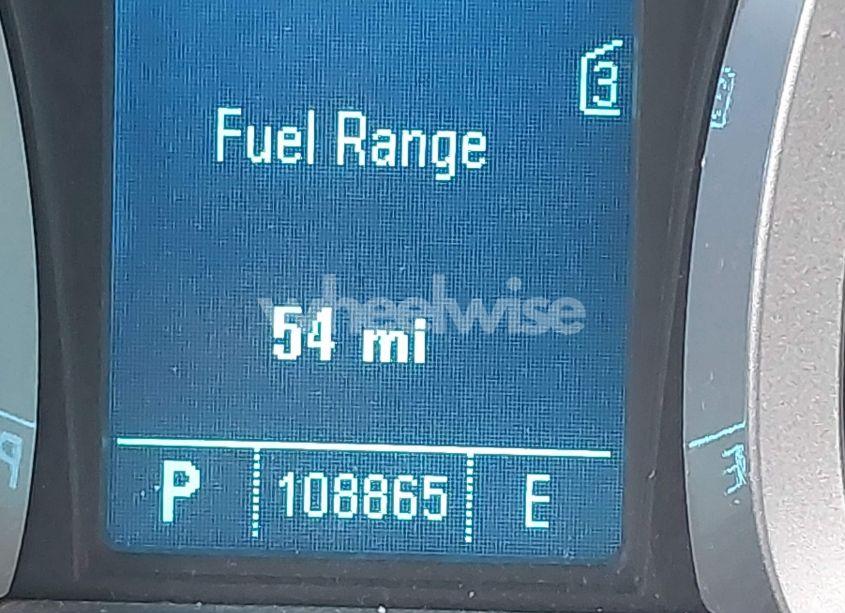 3
Fuel Range
wheelwise
54 mi
P 108865 E